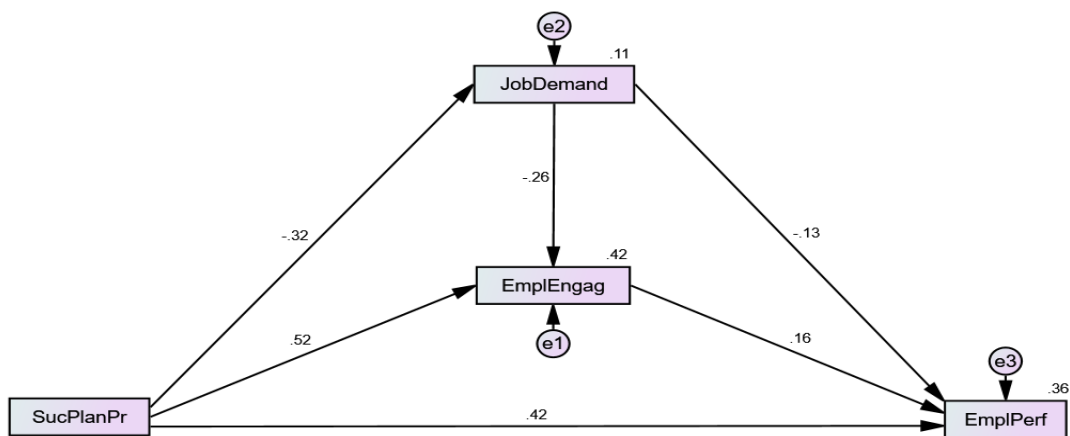 e2
.11
JobDemand
-.26
-.32
-.13
.42
EmplEngag
.52
e1
.16
e3
.36
SucPlanPr
.42
EmplPerf